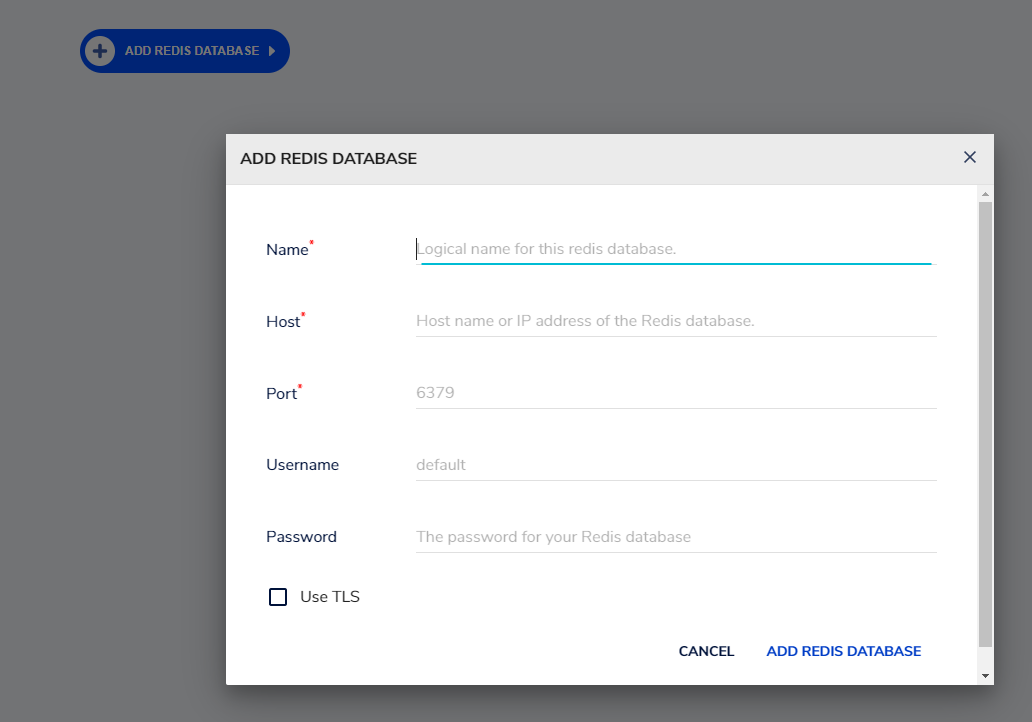 ADD REDIS DATABASE
ADD REDIS DATABASE
Name*
Logical name for this redis database.
Host*
Host name or IP address of the Redis database.
Port*
6379
Username
default
Password
The password for your Redis database
Use TLS
CANCEL ADD REDIS DATABASE